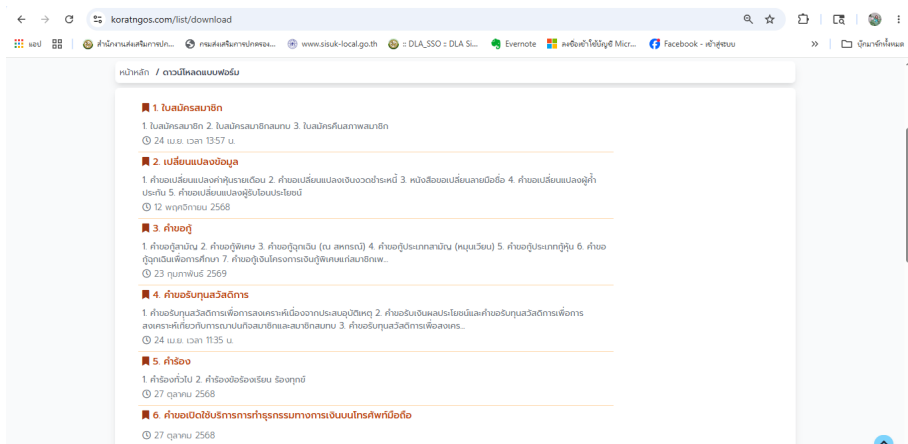 koratngos.com/list/download
แอป สำนักงานส่งเสริมการปก... กรมส่งเสริมการปกครอง... www.sisuk-local.go.th :: DLA_SSO :: DLA Si... Evernote ลงชื่อเข้าใช้บัญชี Micr... Facebook - เข้าสู่ระบบ » บุ๊กมาร์กทั้งหมด
หน้าหลัก / ดาวน์โหลดแบบฟอร์ม
1. ใบสมัครสมาชิก
1. ใบสมัครสมาชิก 2. ใบสมัครสมาชิกสมทบ 3. ใบสมัครคืนสภาพสมาชิก
24 เม.ย. เวลา 13:57 น.
2. เปลี่ยนแปลงข้อมูล
1. คำขอเปลี่ยนแปลงค่าหุ้นรายเดือน 2. คำขอเปลี่ยนแปลงเงินงวดชำระหนี้ 3. หนังสือขอเปลี่ยนลายมือชื่อ 4. คำขอเปลี่ยนแปลงผู้ค้ำ
ประกัน 5. คำขอเปลี่ยนแปลงผู้รับโอนประโยชน์
12 พฤศจิกายน 2568
3. คำขอกู้
1. คำขอกู้สามัญ 2. คำขอกู้พิเศษ 3. คำขอกู้ฉุกเฉิน (ณ สหกรณ์) 4. คำขอกู้ประเภทสามัญ (หมุนเวียน) 5. คำขอกู้ประเภทกู้หุ้น 6. คำขอ
กู้ฉุกเฉินเพื่อการศึกษา 7. คำขอกู้เงินโครงการเงินกู้พิเศษแก่สมาชิกเพ...
23 กุมภาพันธ์ 2569
4. คำขอรับทุนสวัสดิการ
1. คำขอรับทุนสวัสดิการเพื่อการสงเคราะห์เนื่องจากประสบอุบัติเหตุ 2. คำขอรับเงินผลประโยชน์และคำขอรับทุนสวัสดิการเพื่อการ
สงเคราะห์เกี่ยวกับการฌาปนกิจสมาชิกและสมาชิกสมทบ 3. คำขอรับทุนสวัสดิการเพื่อสงเคร...
24 เม.ย. เวลา 11:35 น.
5. คำร้อง
1. คำร้องทั่วไป 2. คำร้องข้อร้องเรียน ร้องทุกข์
27 ตุลาคม 2568
6. คำขอเปิดใช้บริการการทำธุรกรรมทางการเงินบนโทรศัพท์มือถือ
27 ตุลาคม 2568